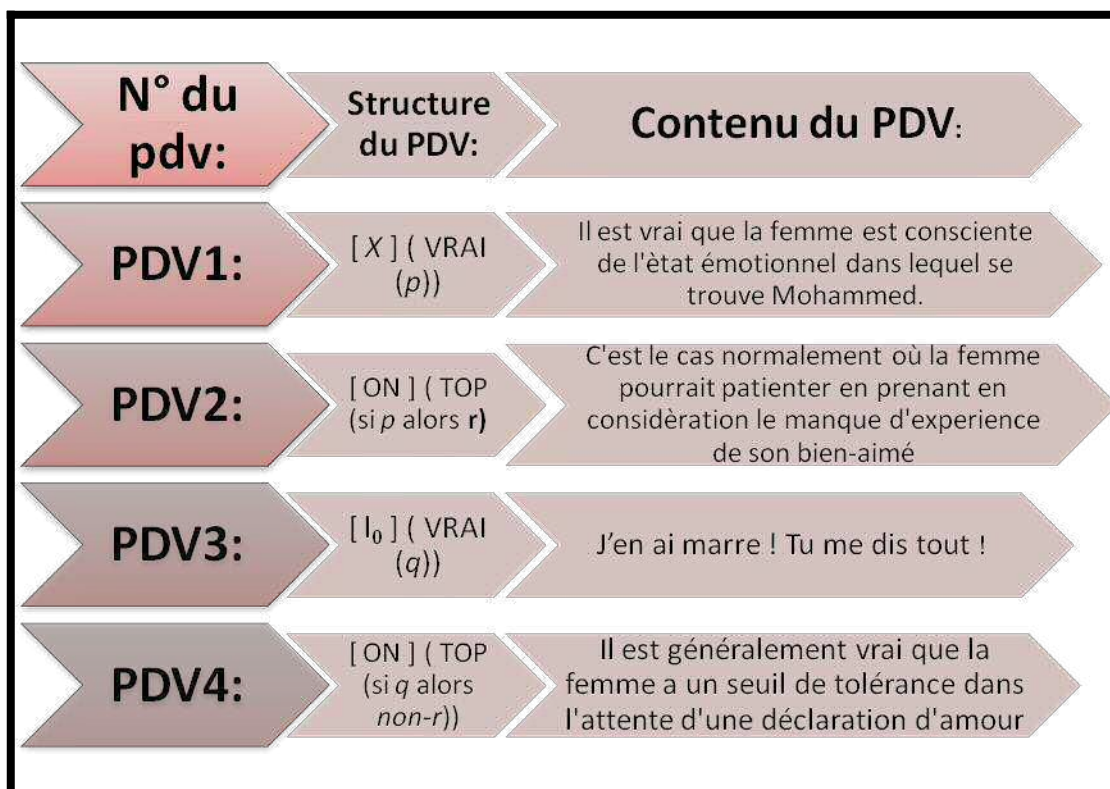 N° du
pdv:
Structure
du PDV:
Contenu du PDV:
PDV1:
[ X ] ( VRAI
(p))
Il est vrai que la femme est consciente
de l'ètat émotionnel dans lequel se
trouve Mohammed.
PDV2:
[ ON ] ( TOP
(si p alors r)
C'est le cas normalement où la femme
pourrait patienter en prenant en
considèration le manque d'experience
de son bien-aimé
PDV3:
[ l₀ ] ( VRAI
(q))
J'en ai marre ! Tu me dis tout !
PDV4:
[ ON ] ( TOP
(si q alors
non-r))
Il est généralement vrai que la
femme a un seuil de tolérance dans
l'attente d'une déclaration d'amour